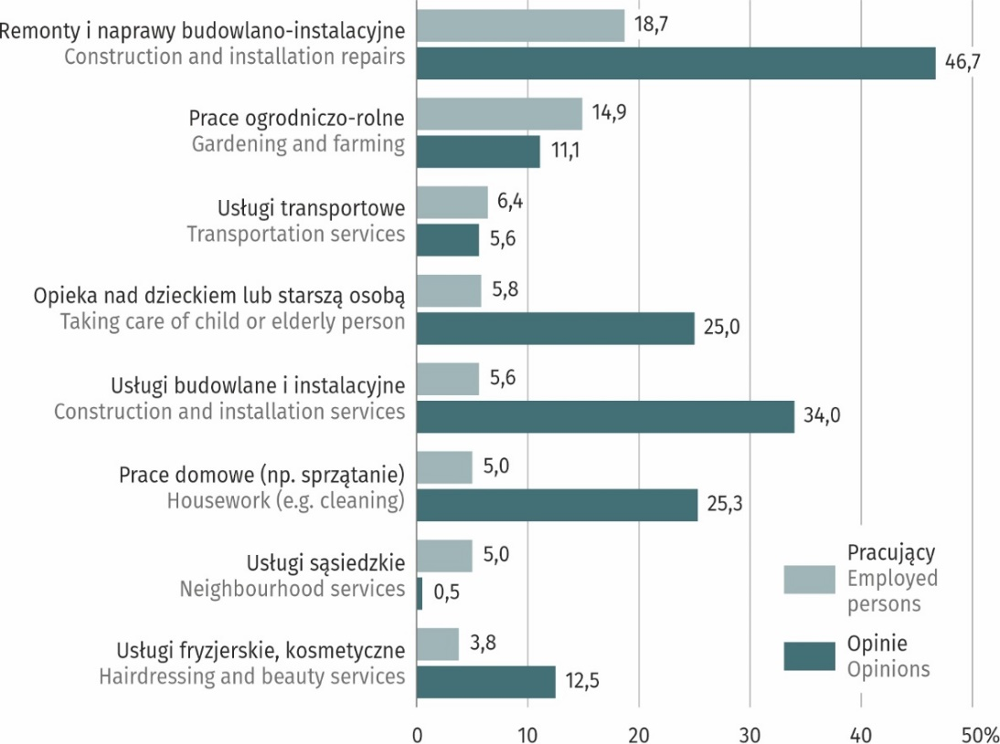 Remonty i naprawy budowlano-instalacyjne
Construction and installation repairs
18,7
46,7
Prace ogrodniczo-rolne
Gardening and farming
14,9
11,1
Usługi transportowe
Transportation services
6,4
5,6
Opieka nad dzieckiem lub starszą osobą
Taking care of child or elderly person
5,8
25,0
Usługi budowlane i instalacyjne
Construction and installation services
5,6
34,0
Prace domowe (np. sprzątanie)
Housework (e.g. cleaning)
5,0
25,3
Usługi sąsiedzkie
Neighbourhood services
5,0
0,5
Usługi fryzjerskie, kosmetyczne
Hairdressing and beauty services
3,8
12,5
Pracujący
Employed
persons
Opinie
Opinions
0 10 20 30 40 50%